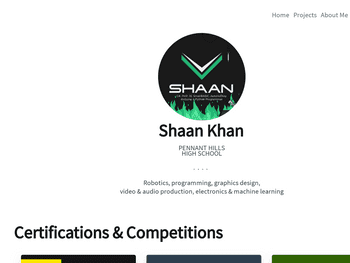 Home Projects About Me
SHAAN
Shaan Khan
PENNANT HILLS
HIGH SCHOOL
. . . .
Robotics, programming, graphics design,
video & audio production, electronics & machine learning
Certifications & Competitions